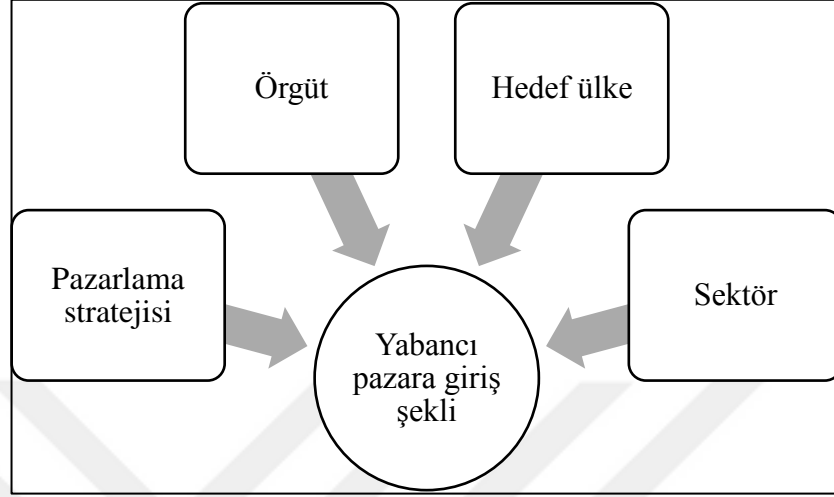 Örgüt
Hedef ülke
Pazarlama
stratejisi
Sektör
Yabancı
pazara giriş
şekli